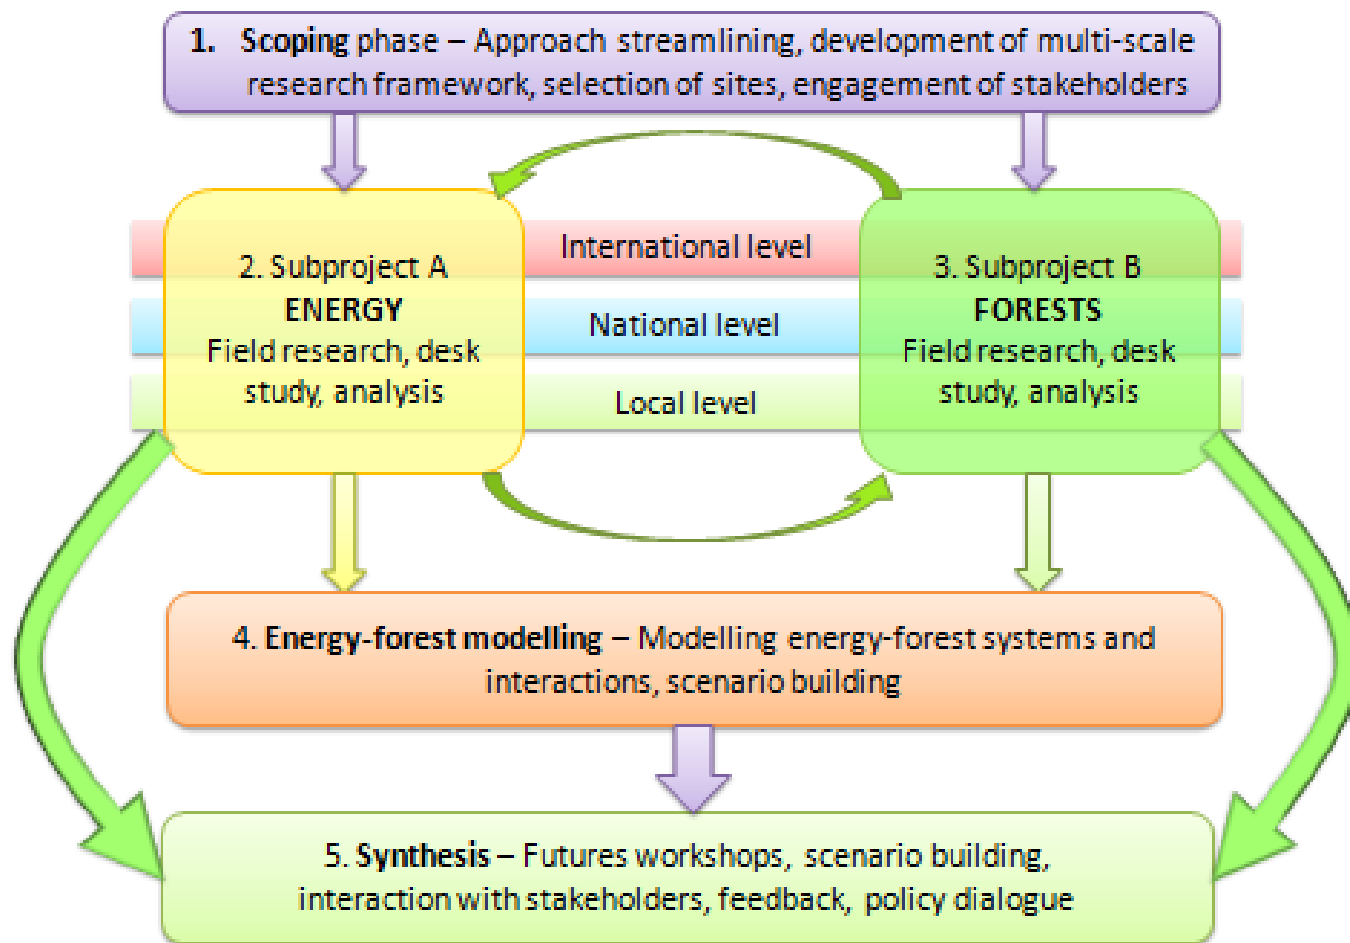 1. Scoping phase – Approach streamlining, development of multi-scale
research framework, selection of sites, engagement of stakeholders
2. Subproject A
ENERGY
Field research, desk
study, analysis
International level
National level
Local level
3. Subproject B
FORESTS
Field research, desk
study, analysis
4. Energy-forest modelling – Modelling energy-forest systems and
interactions, scenario building
5. Synthesis – Futures workshops, scenario building,
interaction with stakeholders, feedback, policy dialogue